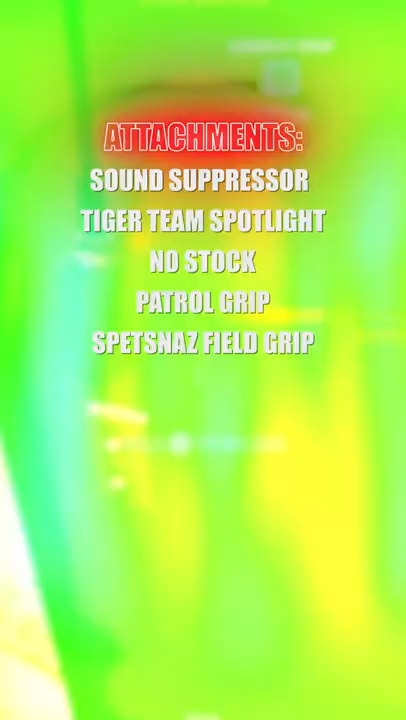 ATTACHMENTS:
SOUND SUPPRESSOR
TIGER TEAM SPOTLIGHT
NO STOCK
PATROL GRIP
SPETSNAZ FIELD GRIP